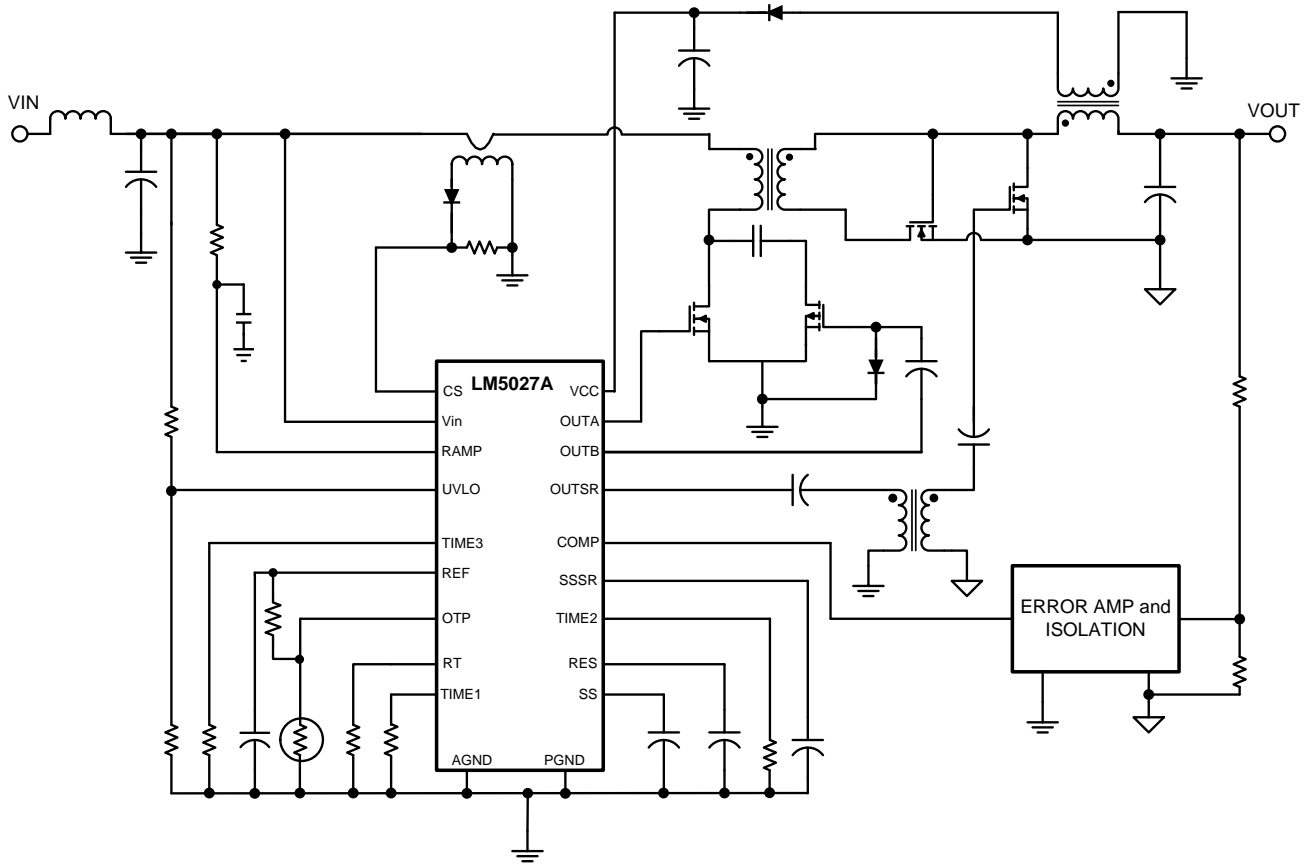 VIN
VOUT
LM5027A
CS
VCC
Vin
OUTA
RAMP
OUTB
UVLO
OUTSR
TIME3
COMP
REF
SSSR
OTP
TIME2
RT
RES
TIME1
SS
AGND
PGND
ERROR AMP and
ISOLATION